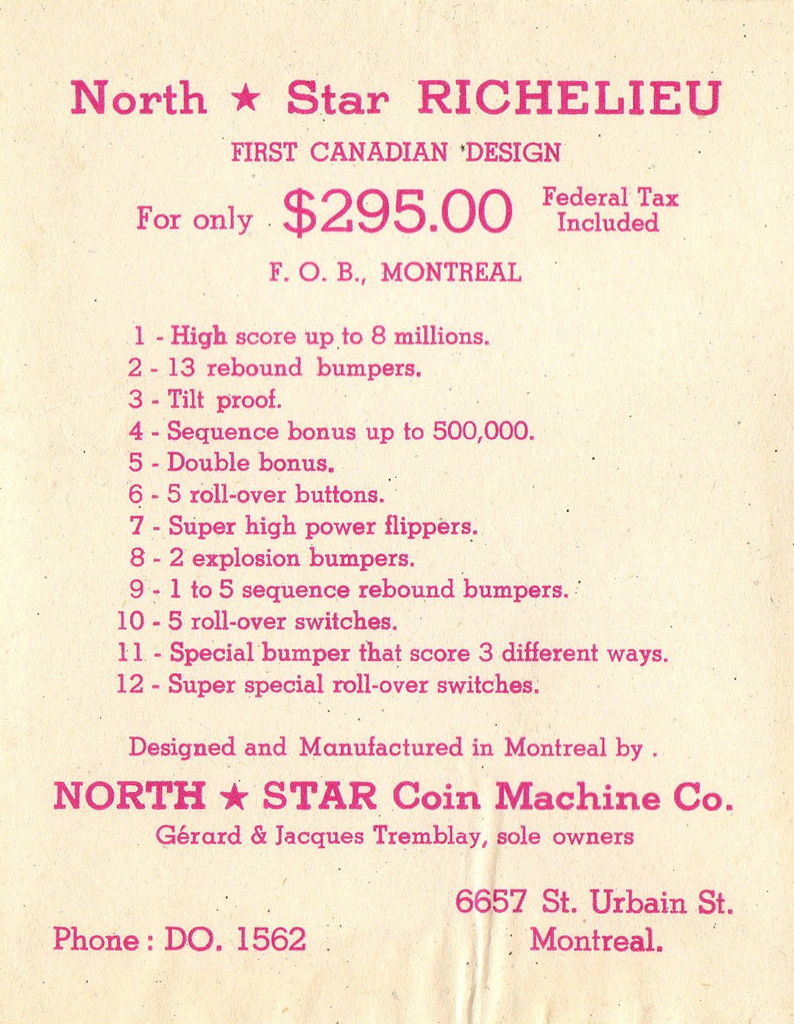 North ★ Star RICHELIEU
FIRST CANADIAN DESIGN
For only $295.00 Federal Tax Included
F. O. B., MONTREAL
1 - High score up to 8 millions.
2 - 13 rebound bumpers.
3 - Tilt proof.
4 - Sequence bonus up to 500,000.
5 - Double bonus.
6 - 5 roll-over buttons.
7 - Super high power flippers.
8 - 2 explosion bumpers.
9 - 1 to 5 sequence rebound bumpers.
10 - 5 roll-over switches.
11 - Special bumper that score 3 different ways.
12 - Super special roll-over switches.
Designed and Manufactured in Montreal by .
NORTH ★ STAR Coin Machine Co.
Gérard & Jacques Tremblay, sole owners
6657 St. Urbain St.
Phone : DO. 1562 Montreal.